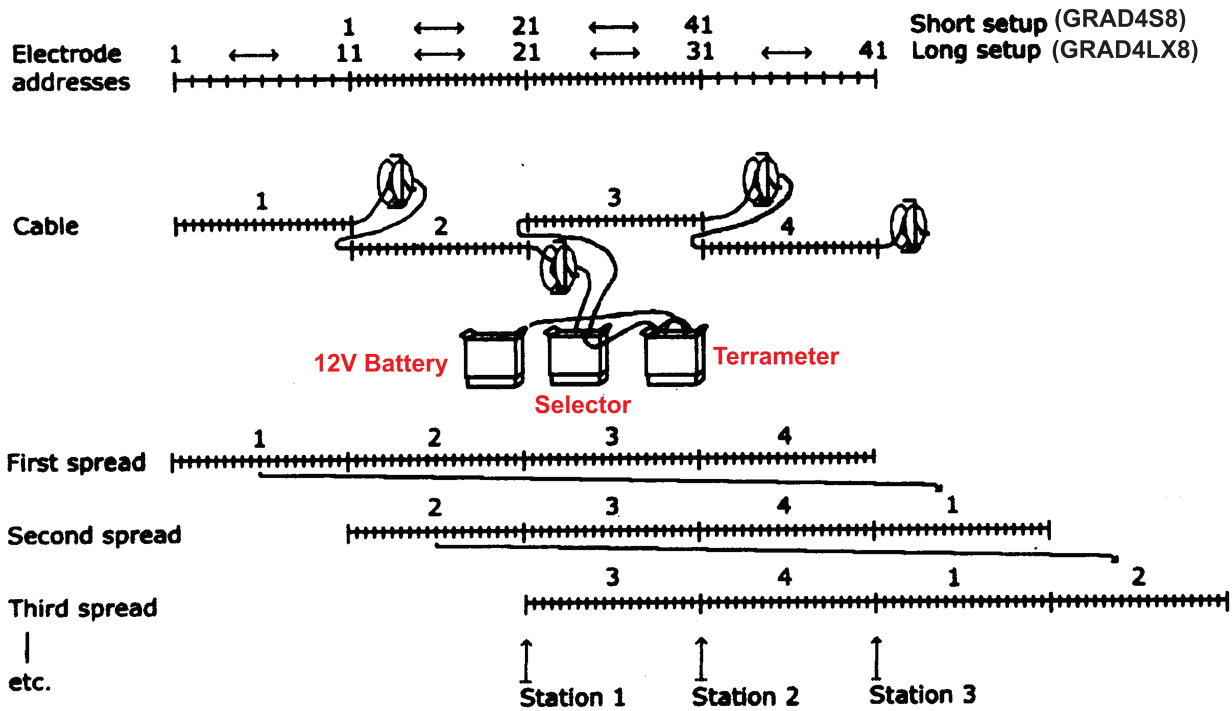 1 ←→ 21 ←→ 41 Short setup (GRAD4S8)
Electrode 1 ←→ 11 ←→ 21 ←→ 31 ←→ 41 Long setup (GRAD4LX8)
addresses
1 3
Cable 2 4
12V Battery Terrameter
Selector
1 2 3 4
First spread
2 3 4 1
Second spread
3 4 1 2
Third spread
|
etc.
Station 1 Station 2 Station 3